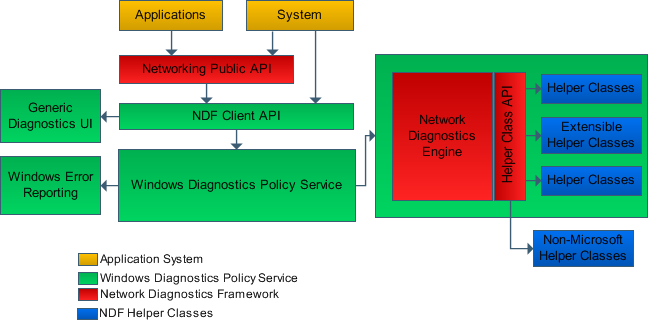 Applications
System
Networking Public API
Generic
Diagnostics UI
NDF Client API
Windows Error
Reporting
Windows Diagnostics Policy Service
Network
Diagnostics
Engine
Helper Class API
Helper Classes
Extensible
Helper Classes
Helper Classes
Non-Microsoft
Helper Classes
Application System
Windows Diagnostics Policy Service
Network Diagnostics Framework
NDF Helper Classes